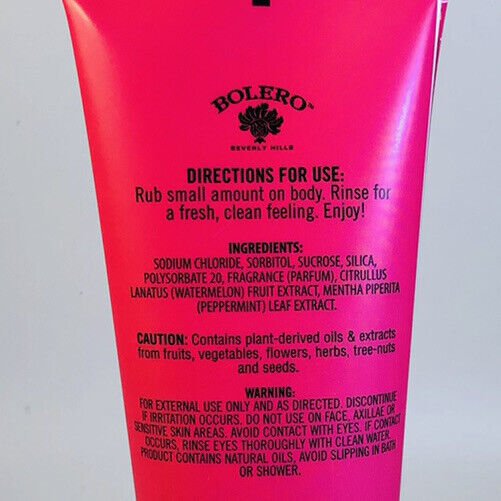 BOLERO™
BEVERLY HILLS
DIRECTIONS FOR USE:
Rub small amount on body. Rinse for
a fresh, clean feeling. Enjoy!
INGREDIENTS:
SODIUM CHLORIDE, SORBITOL, SUCROSE, SILICA,
POLYSORBATE 20, FRAGRANCE (PARFUM), CITRULLUS
LANATUS (WATERMELON) FRUIT EXTRACT, MENTHA PIPERITA
(PEPPERMINT) LEAF EXTRACT.
CAUTION: Contains plant-derived oils & extracts
from fruits, vegetables, flowers, herbs, tree-nuts
and seeds.
WARNING:
FOR EXTERNAL USE ONLY AND AS DIRECTED. DISCONTINUE
IF IRRITATION OCCURS. DO NOT USE ON FACE, AXILLAE OR
SENSITIVE SKIN AREAS. AVOID CONTACT WITH EYES. IF CONTACT
OCCURS, RINSE EYES THOROUGHLY WITH CLEAN WATER.
PRODUCT CONTAINS NATURAL OILS, AVOID SLIPPING IN BATH
OR SHOWER.